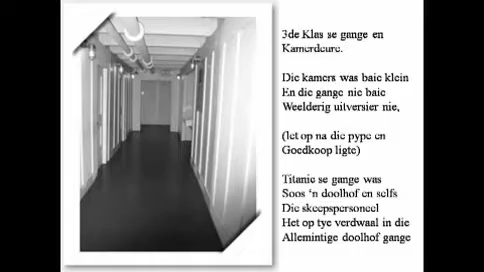 3de Klas se gange en
Kamerdeure.
Die kamers was baie klein
En die gange nie baie
Weelderig uitversier nie,
(let op na die pype en
Goedkoop ligte)
Titanic se gange was
Soos ‘n doolhof en selfs
Die skeepspersoneel
Het op tye verdwaal in die
Allemintige doolhof gange